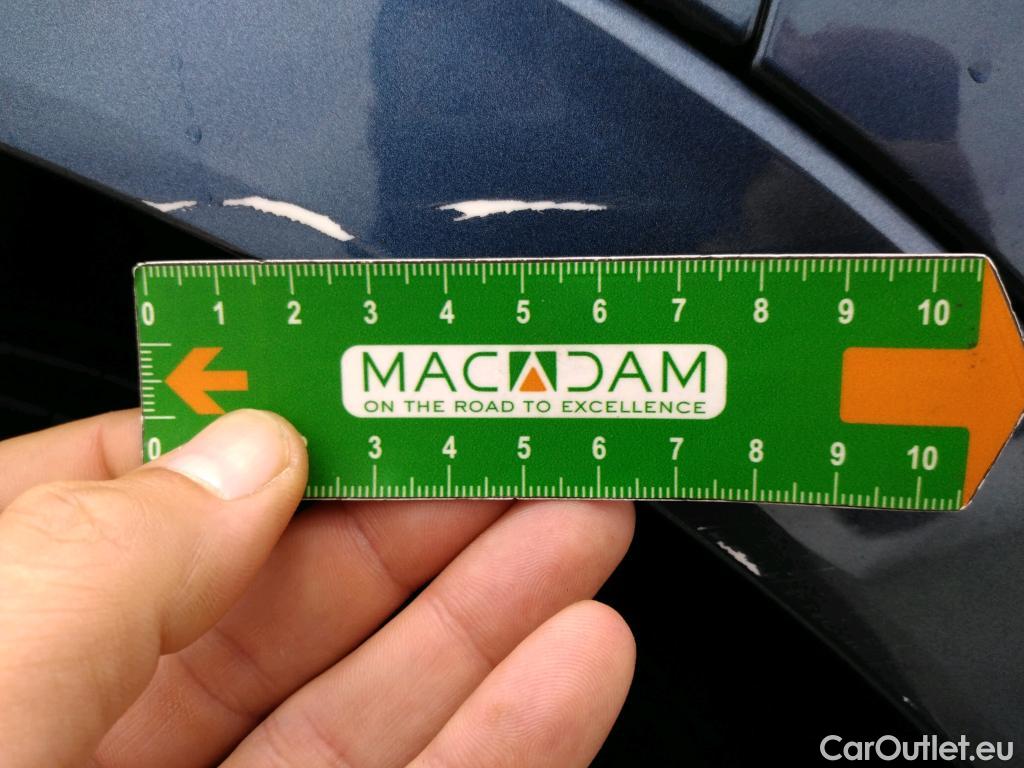 0 1 2 3 4 5 6 7 8 9 10
MACADAM
ON THE ROAD TO EXCELLENCE
0 3 4 5 6 7 8 9 10
CarOutlet.eu